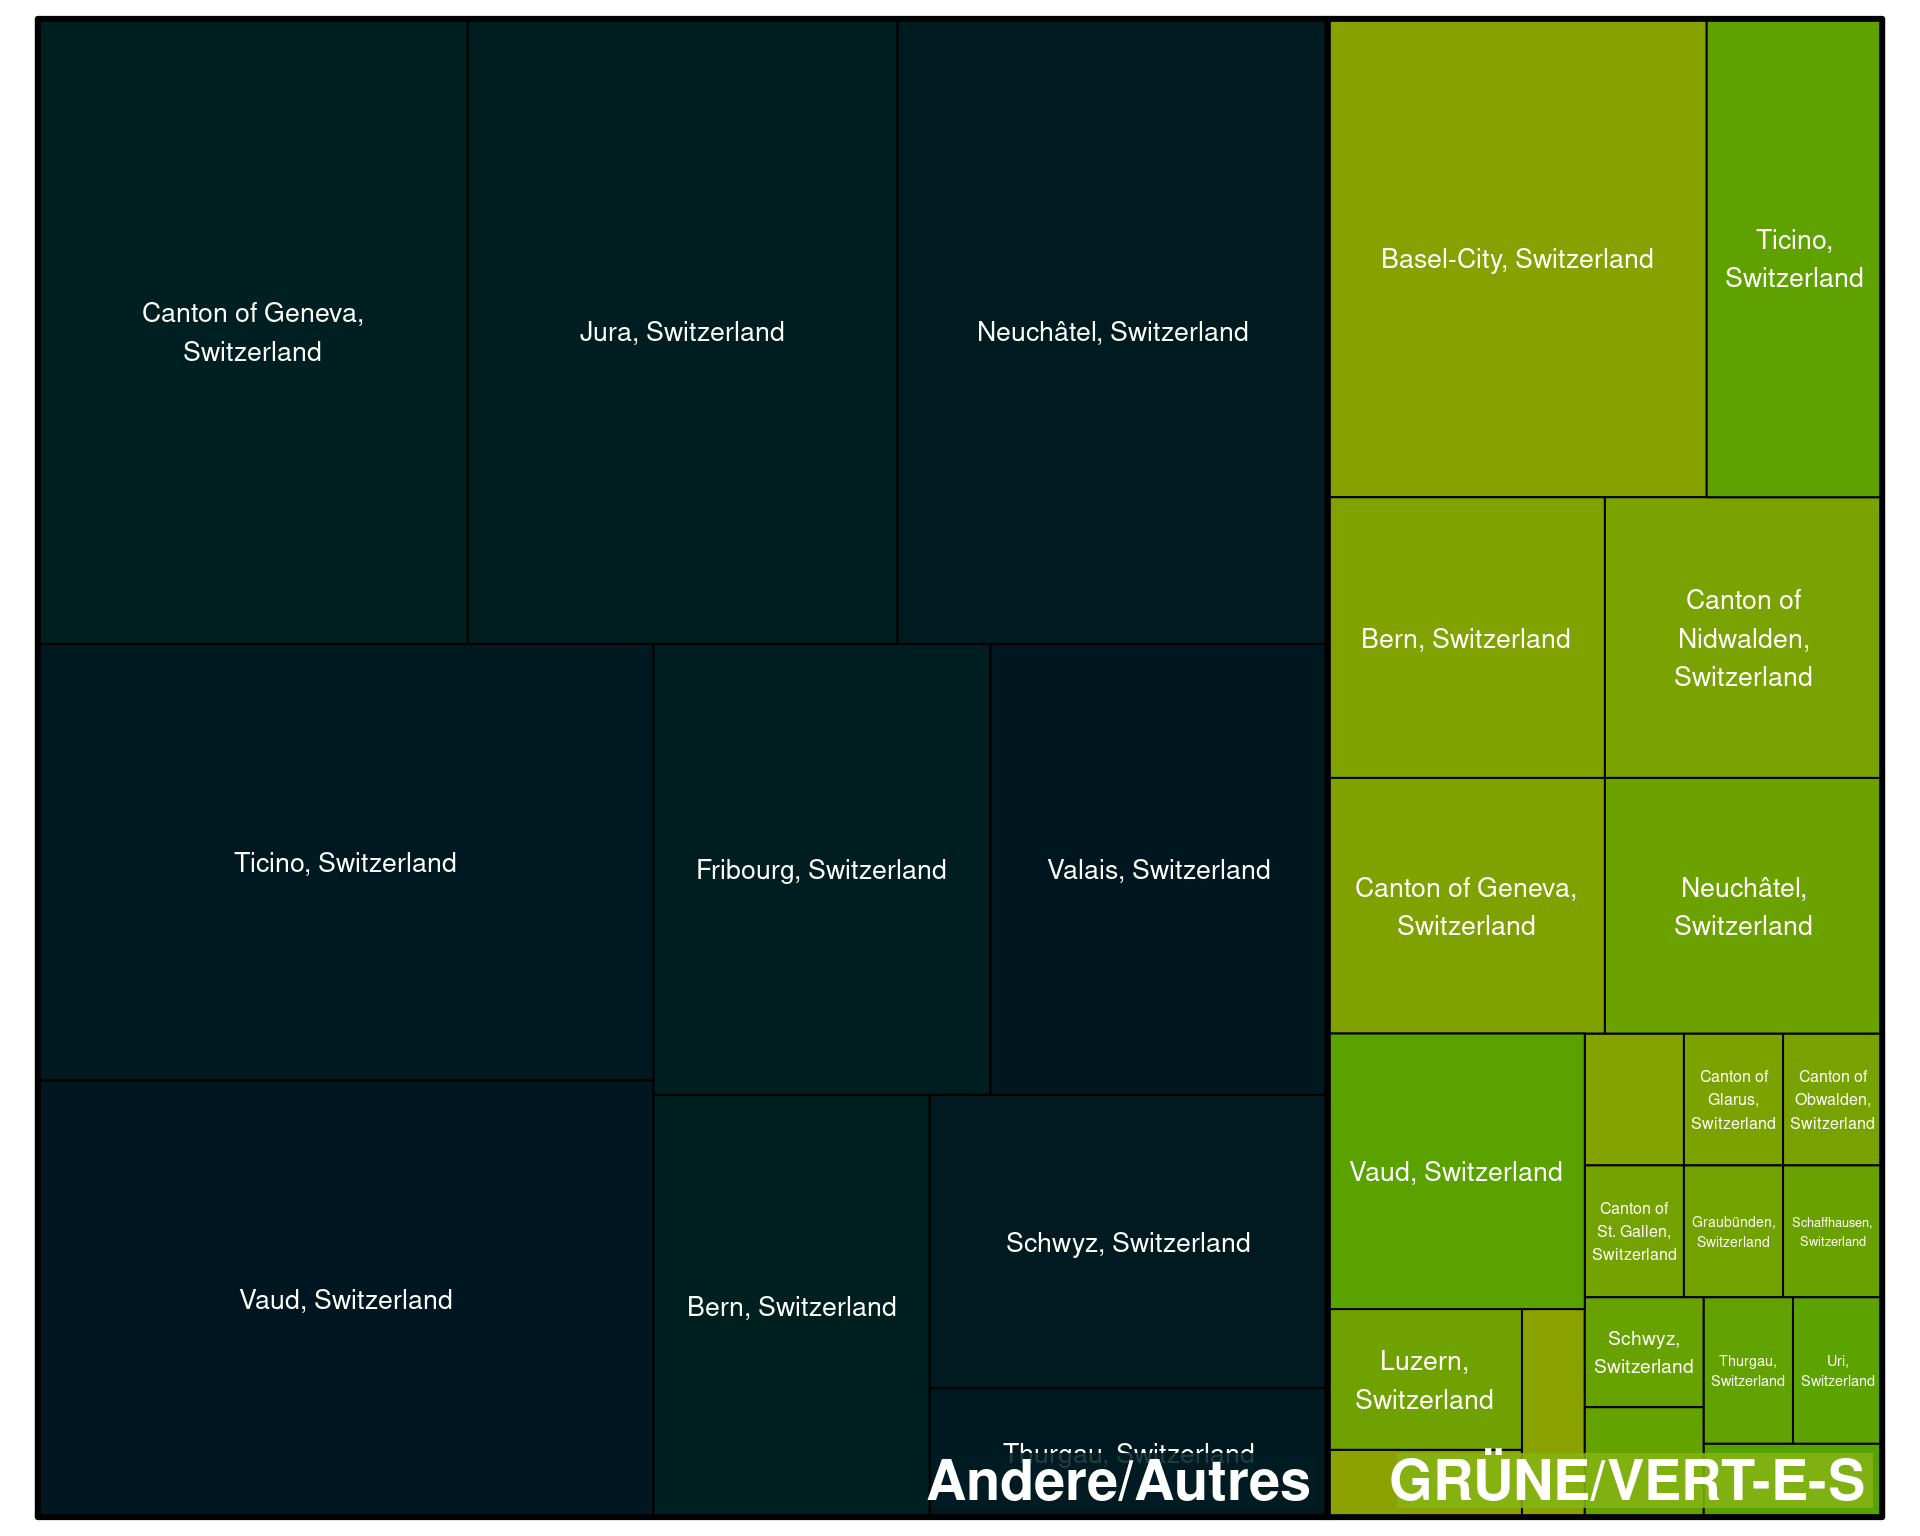 Canton of Geneva,
Switzerland
Jura, Switzerland
Neuchâtel, Switzerland
Ticino, Switzerland
Fribourg, Switzerland
Valais, Switzerland
Vaud, Switzerland
Bern, Switzerland
Schwyz, Switzerland
Thurgau, Switzerland
Andere/Autres
Basel-City, Switzerland
Ticino,
Switzerland
Bern, Switzerland
Canton of
Nidwalden,
Switzerland
Canton of Geneva,
Switzerland
Neuchâtel,
Switzerland
Vaud, Switzerland
Canton of
Glarus,
Switzerland
Canton of
Obwalden,
Switzerland
Canton of
St. Gallen,
Switzerland
Graubünden,
Switzerland
Schaffhausen,
Switzerland
Luzern,
Switzerland
Schwyz,
Switzerland
Thurgau,
Switzerland
Uri,
Switzerland
GRÜNE/VERT-E-S